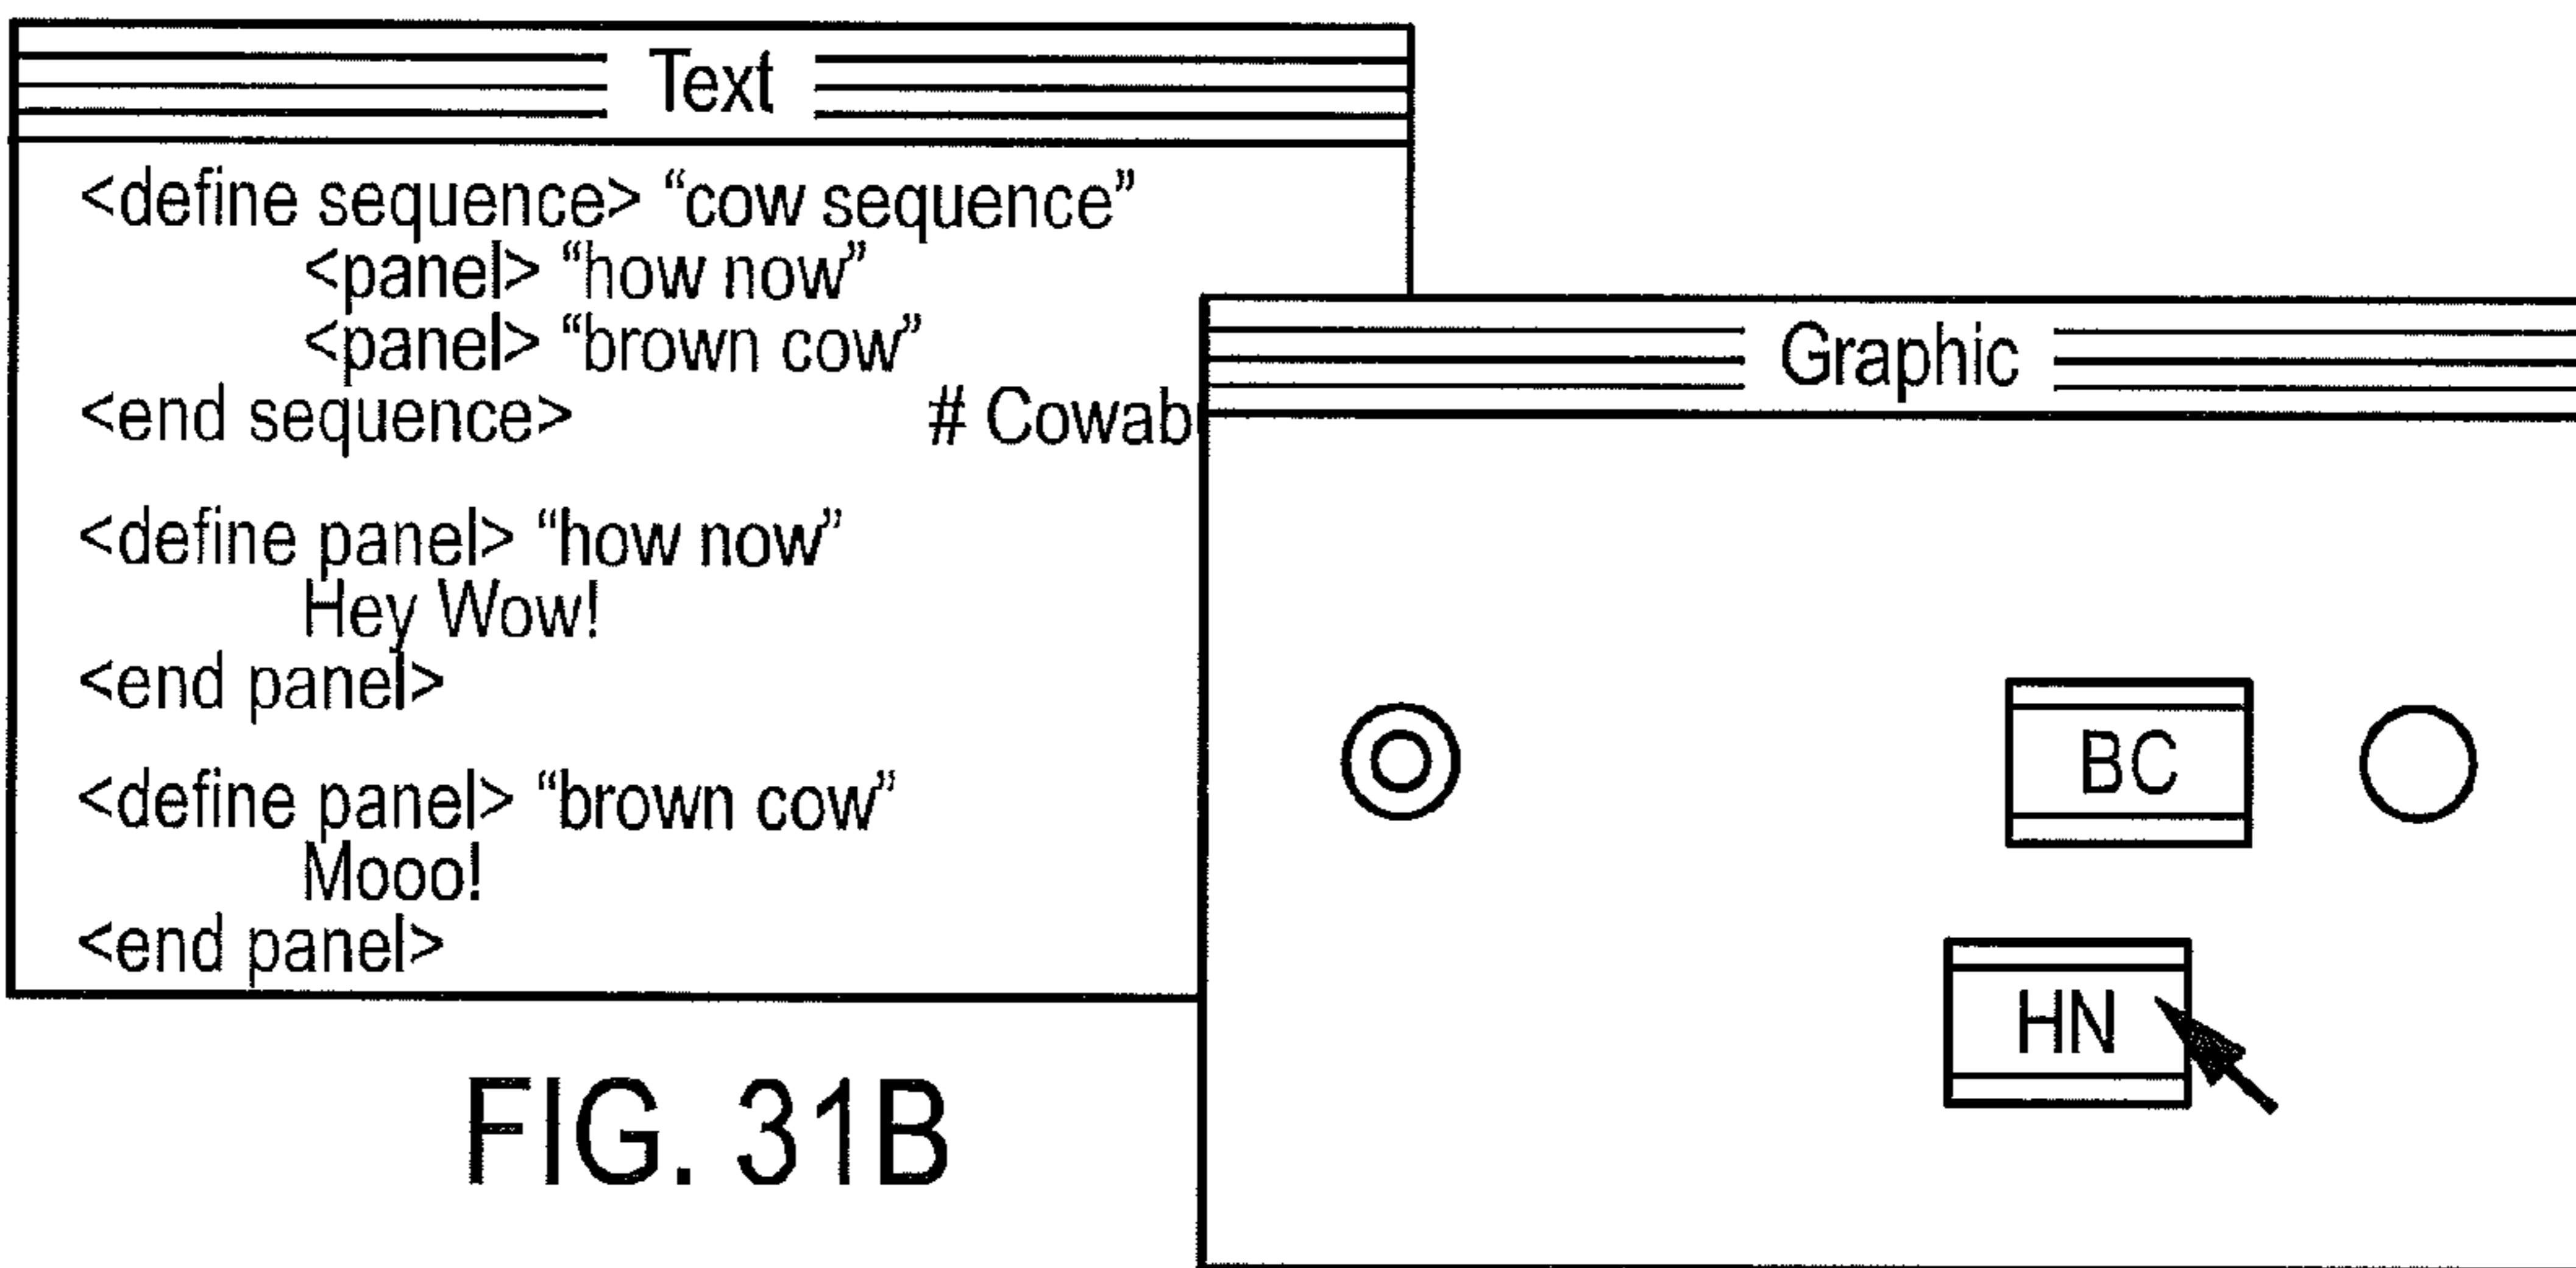 Text
<define sequence> “cow sequence”
<panel> “how now”
<panel> “brown cow”
<end sequence> # Cowab
<define panel> “how now”
Hey Wow!
<end panel>
<define panel> “brown cow”
Mooo!
<end panel>
Graphic
BC
HN
FIG. 31B